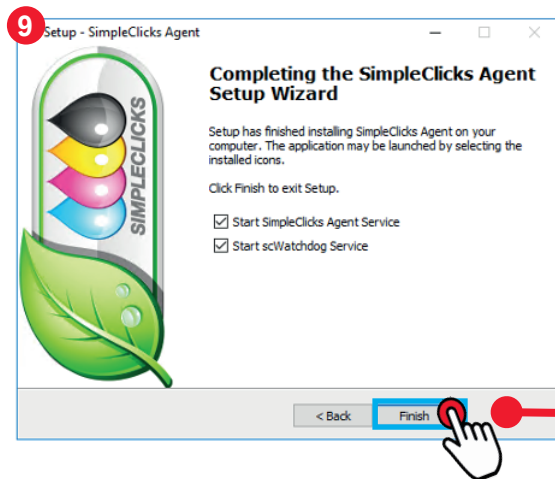 9
Setup - SimpleClicks Agent
SIMPLECLICKS
Completing the SimpleClicks Agent
Setup Wizard
Setup has finished installing SimpleClicks Agent on your
computer. The application may be launched by selecting the
installed icons.
Click Finish to exit Setup.
Start SimpleClicks Agent Service
Start scWatchdog Service
< Back
Finish